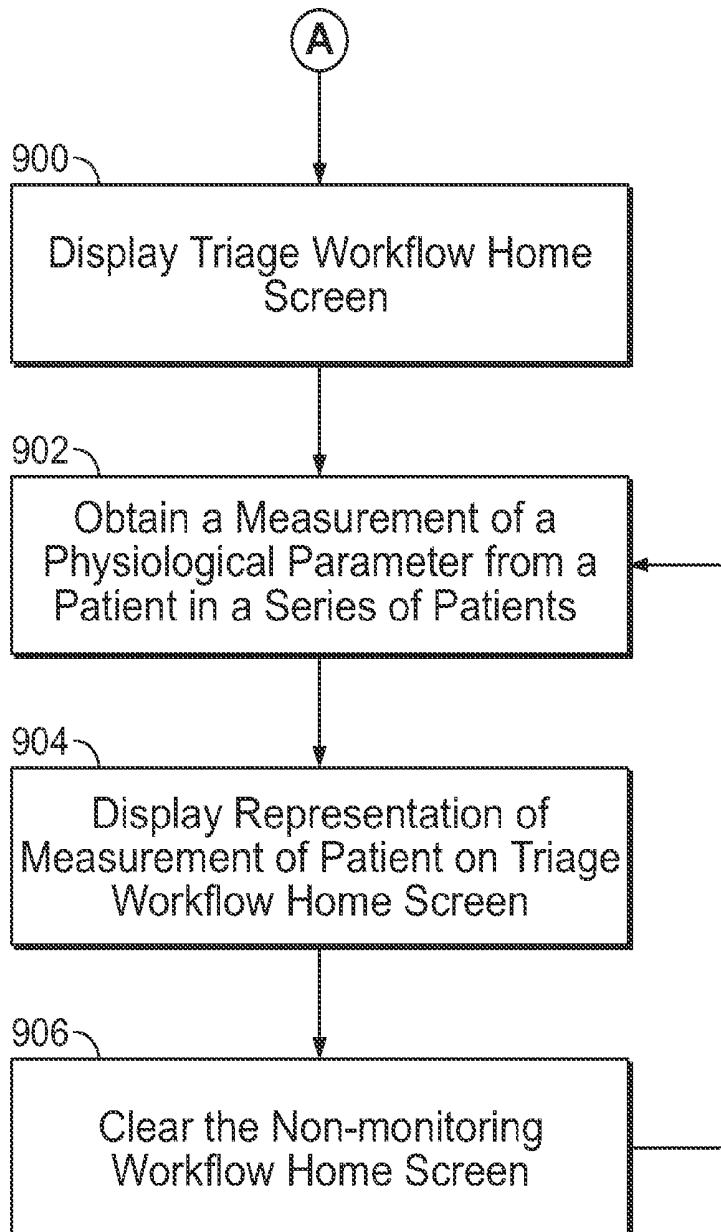 A
900
Display Triage Workflow Home
Screen
902
Obtain a Measurement of a
Physiological Parameter from a
Patient in a Series of Patients
904
Display Representation of
Measurement of Patient on Triage
Workflow Home Screen
906
Clear the Non-monitoring
Workflow Home Screen